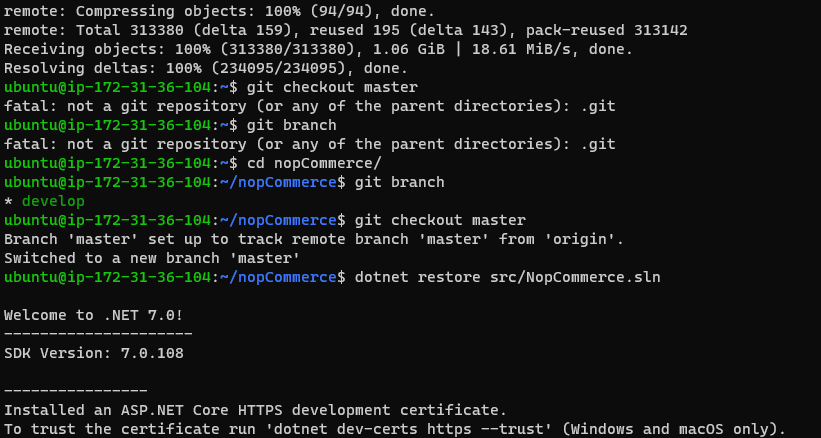 remote: Compressing objects: 100% (94/94), done.
remote: Total 313380 (delta 159), reused 195 (delta 143), pack-reused 313142
Receiving objects: 100% (313380/313380), 1.06 GiB | 18.61 MiB/s, done.
Resolving deltas: 100% (234095/234095), done.
ubuntu@ip-172-31-36-104:~$ git checkout master
fatal: not a git repository (or any of the parent directories): .git
ubuntu@ip-172-31-36-104:~$ git branch
fatal: not a git repository (or any of the parent directories): .git
ubuntu@ip-172-31-36-104:~$ cd nopCommerce/
ubuntu@ip-172-31-36-104:~/nopCommerce$ git branch
* develop
ubuntu@ip-172-31-36-104:~/nopCommerce$ git checkout master
Branch 'master' set up to track remote branch 'master' from 'origin'.
Switched to a new branch 'master'
ubuntu@ip-172-31-36-104:~/nopCommerce$ dotnet restore src/NopCommerce.sln

Welcome to .NET 7.0!
---------------------
SDK Version: 7.0.108

----------------
Installed an ASP.NET Core HTTPS development certificate.
To trust the certificate run 'dotnet dev-certs https --trust' (Windows and macOS only).